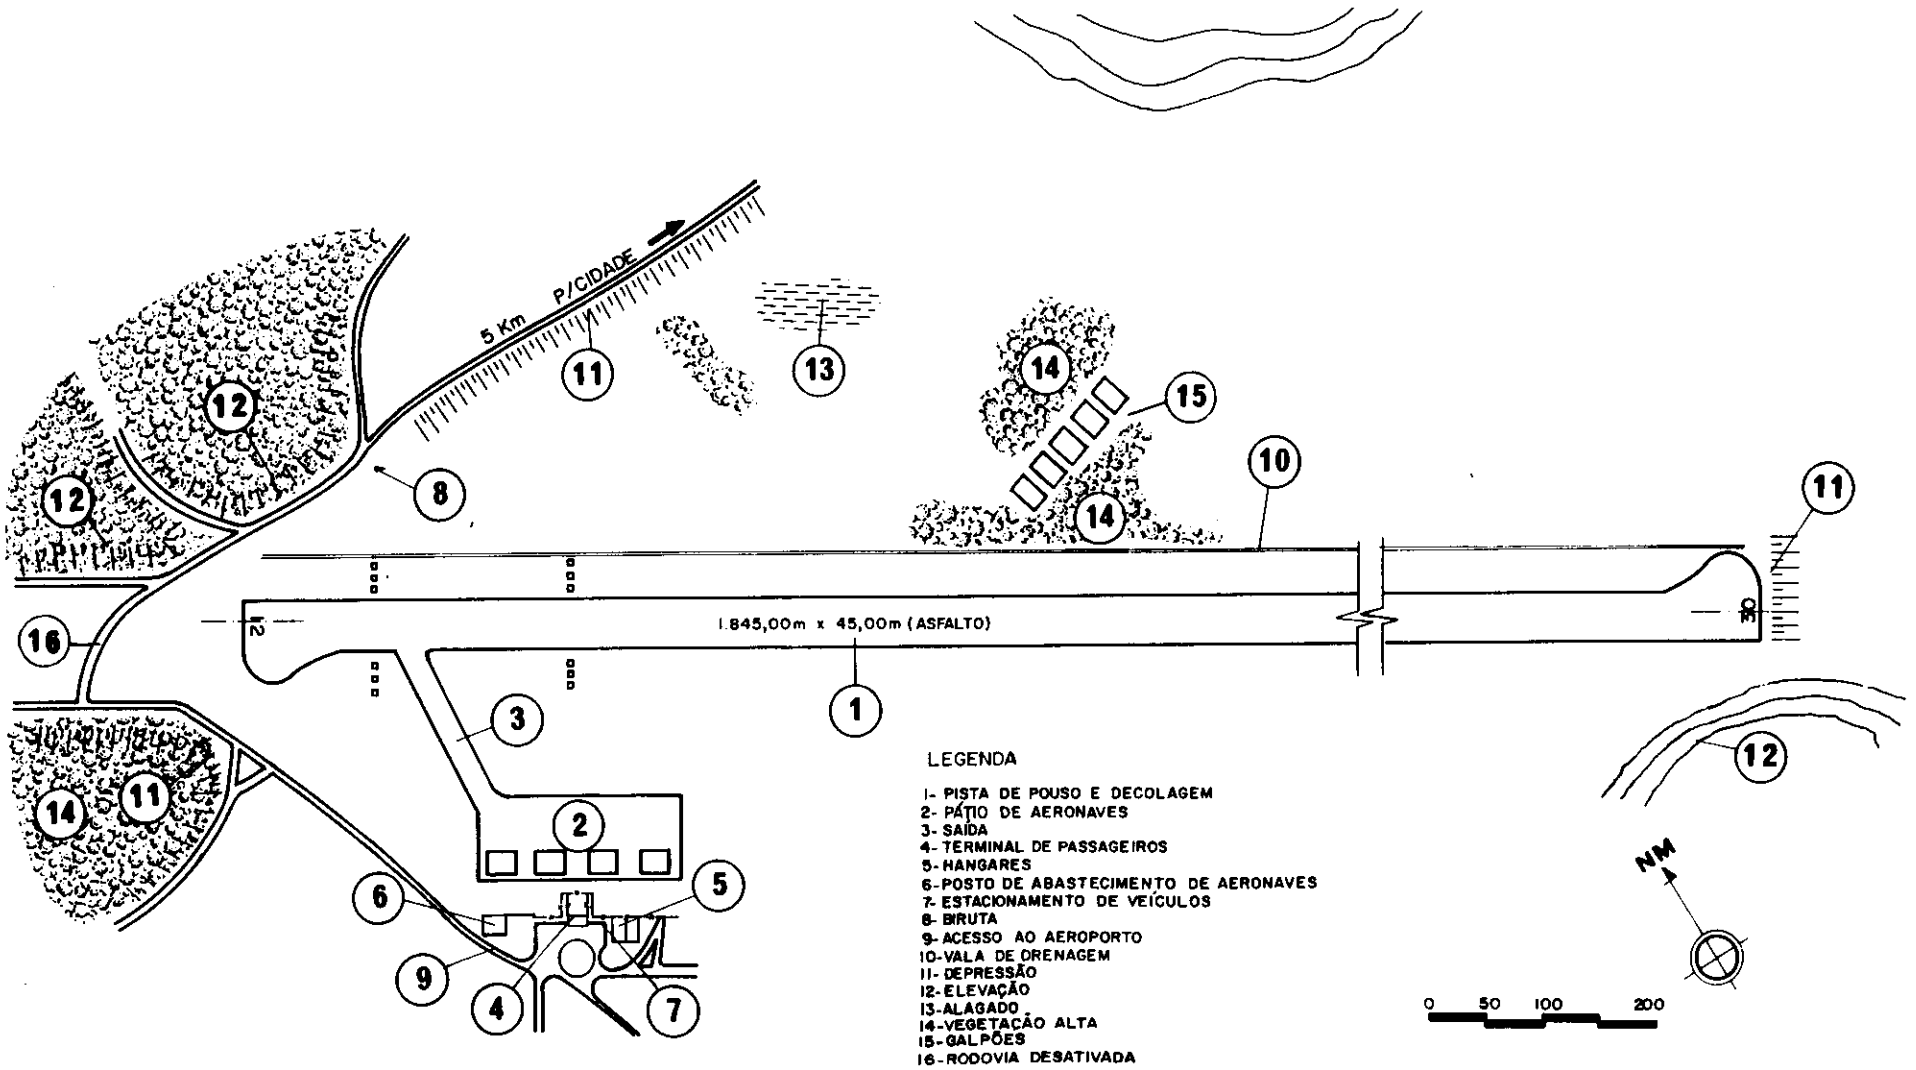 5 Km P/CIDADE
12
11
13
14
15
12
8
14
10
11
16
12
1.845,00m x 45,00m (ASFALTO)
30
3
1
12
14
11
2
6
5
9
4
7
LEGENDA
1- PISTA DE POUSO E DECOLAGEM
2- PÁTIO DE AERONAVES
3- SAÍDA
4- TERMINAL DE PASSAGEIROS
5- HANGARES
6- POSTO DE ABASTECIMENTO DE AERONAVES
7- ESTACIONAMENTO DE VEÍCULOS
8- BIRUTA
9- ACESSO AO AEROPORTO
10-VALA DE DRENAGEM
11- DEPRESSÃO
12- ELEVAÇÃO
13-ALAGADO
14-VEGETAÇÃO ALTA
15-GALPÕES
16-RODOVIA DESATIVADA
NM
0 50 100 200